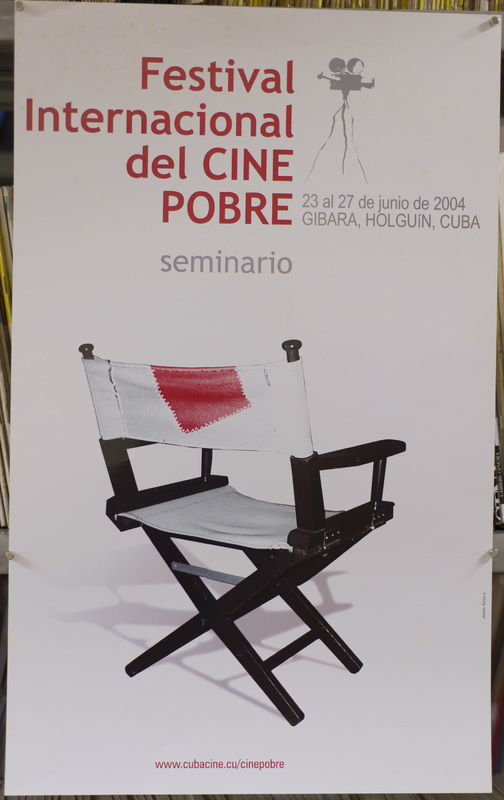 Festival
Internacional
del CINE
POBRE
23 al 27 de junio de 2004
GIBARA, HOLGUíN, CUBA
seminario
www.cubacine.cu/cinepobre